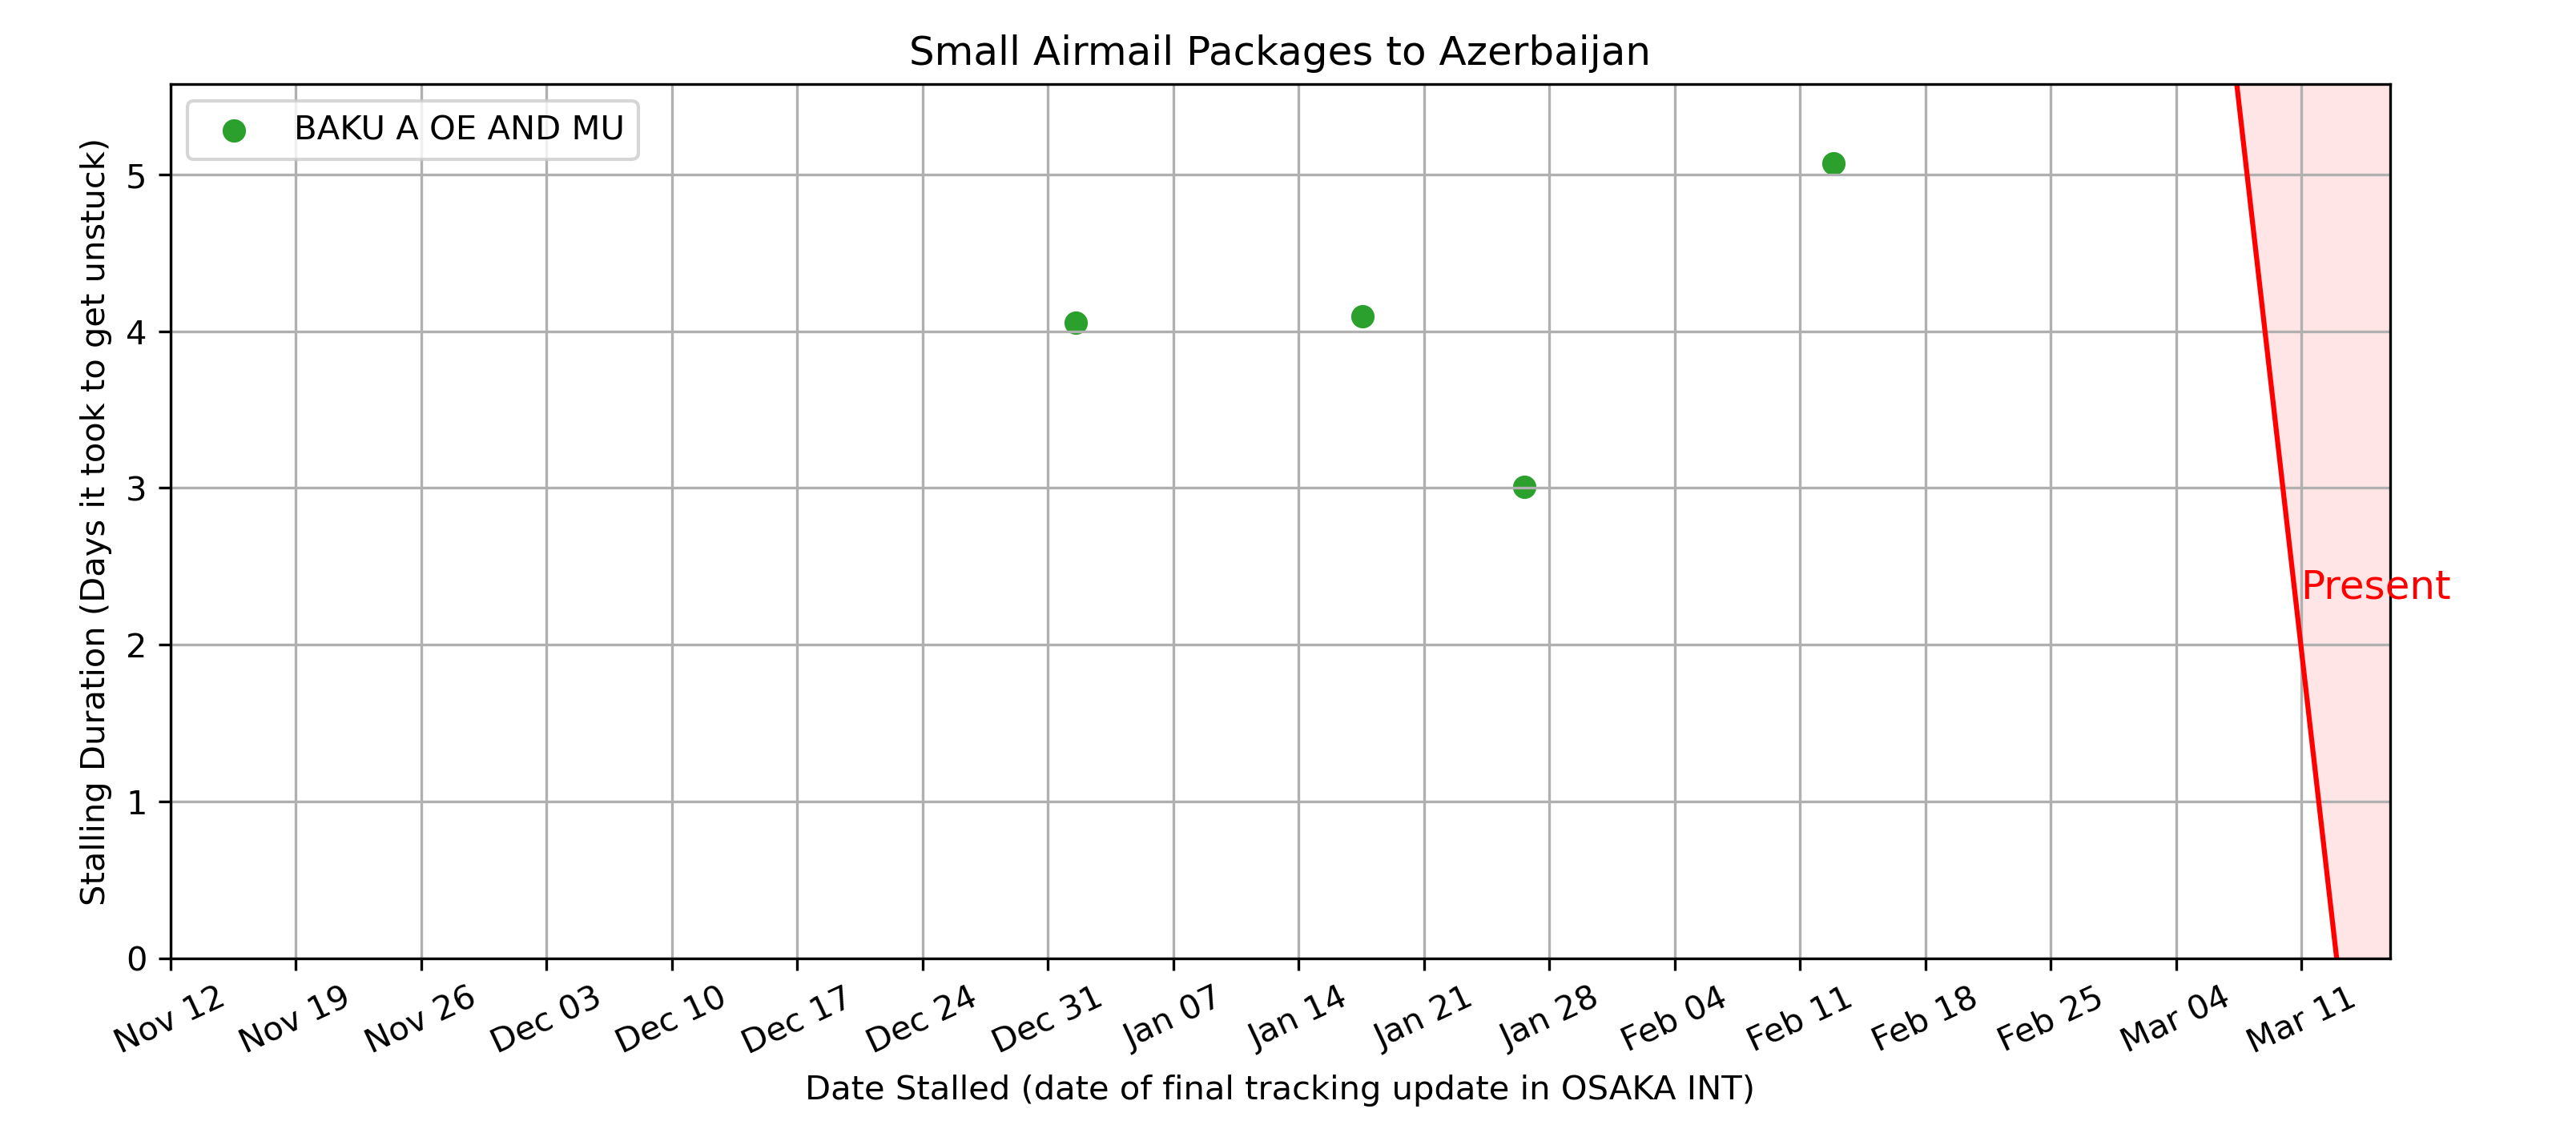 Small Airmail Packages to Azerbaijan
BAKU A OE AND MU
Stalling Duration (Days it took to get unstuck)
5
4
3
2
1
0
Present
Nov 12
Nov 19
Nov 26
Dec 03
Dec 10
Dec 17
Dec 24
Dec 31
Jan 07
Jan 14
Jan 21
Jan 28
Feb 04
Feb 11
Feb 18
Feb 25
Mar 04
Mar 11
Date Stalled (date of final tracking update in OSAKA INT)